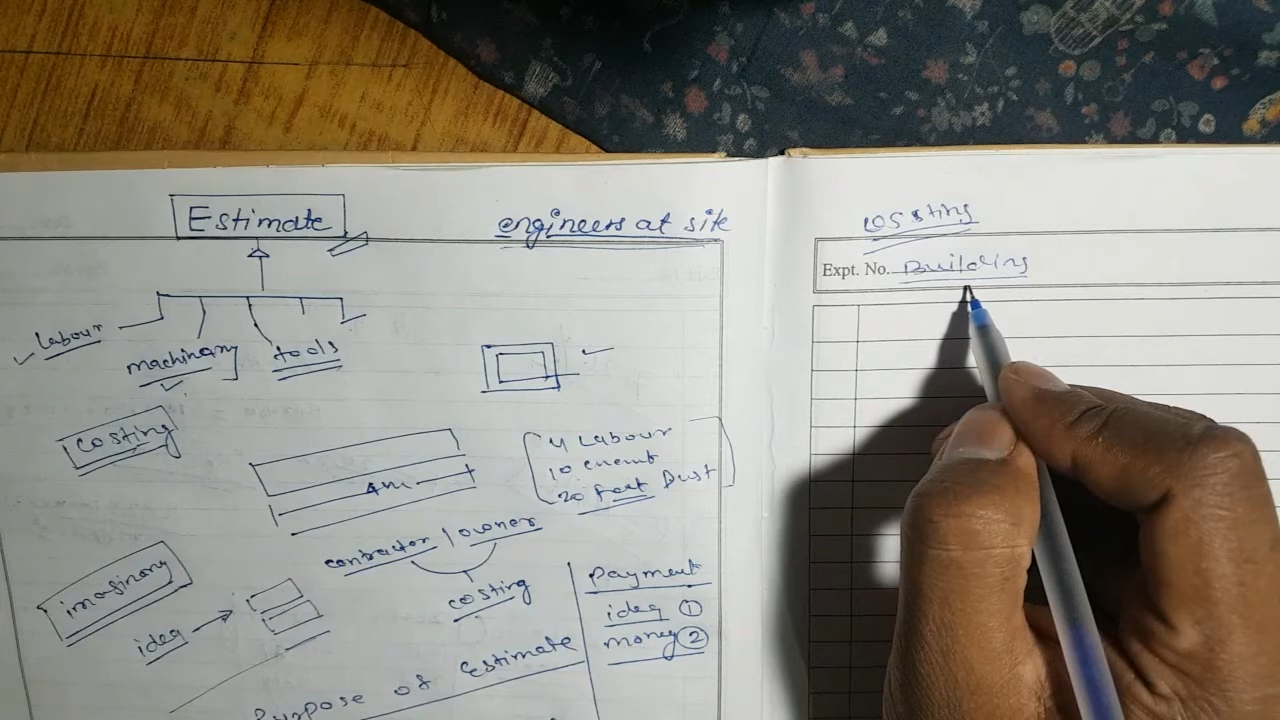 Estimate
engineers at site
Labour
machinary
tools
costing
4m
4 Labour
10 cement
20 feet Dust
contractor / owner
costing
imaginary
idea
Payment
idea ①
money ②
Purpose of Estimate
cossting
Expt. No. Building